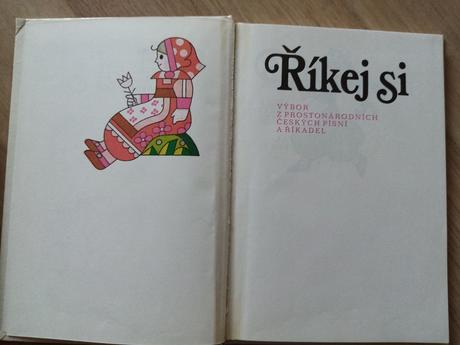 Říkej si
VÝBOR
Z PROSTONÁRODNÍCH
ČESKÝCH PÍSNÍ
A ŘÍKADEL